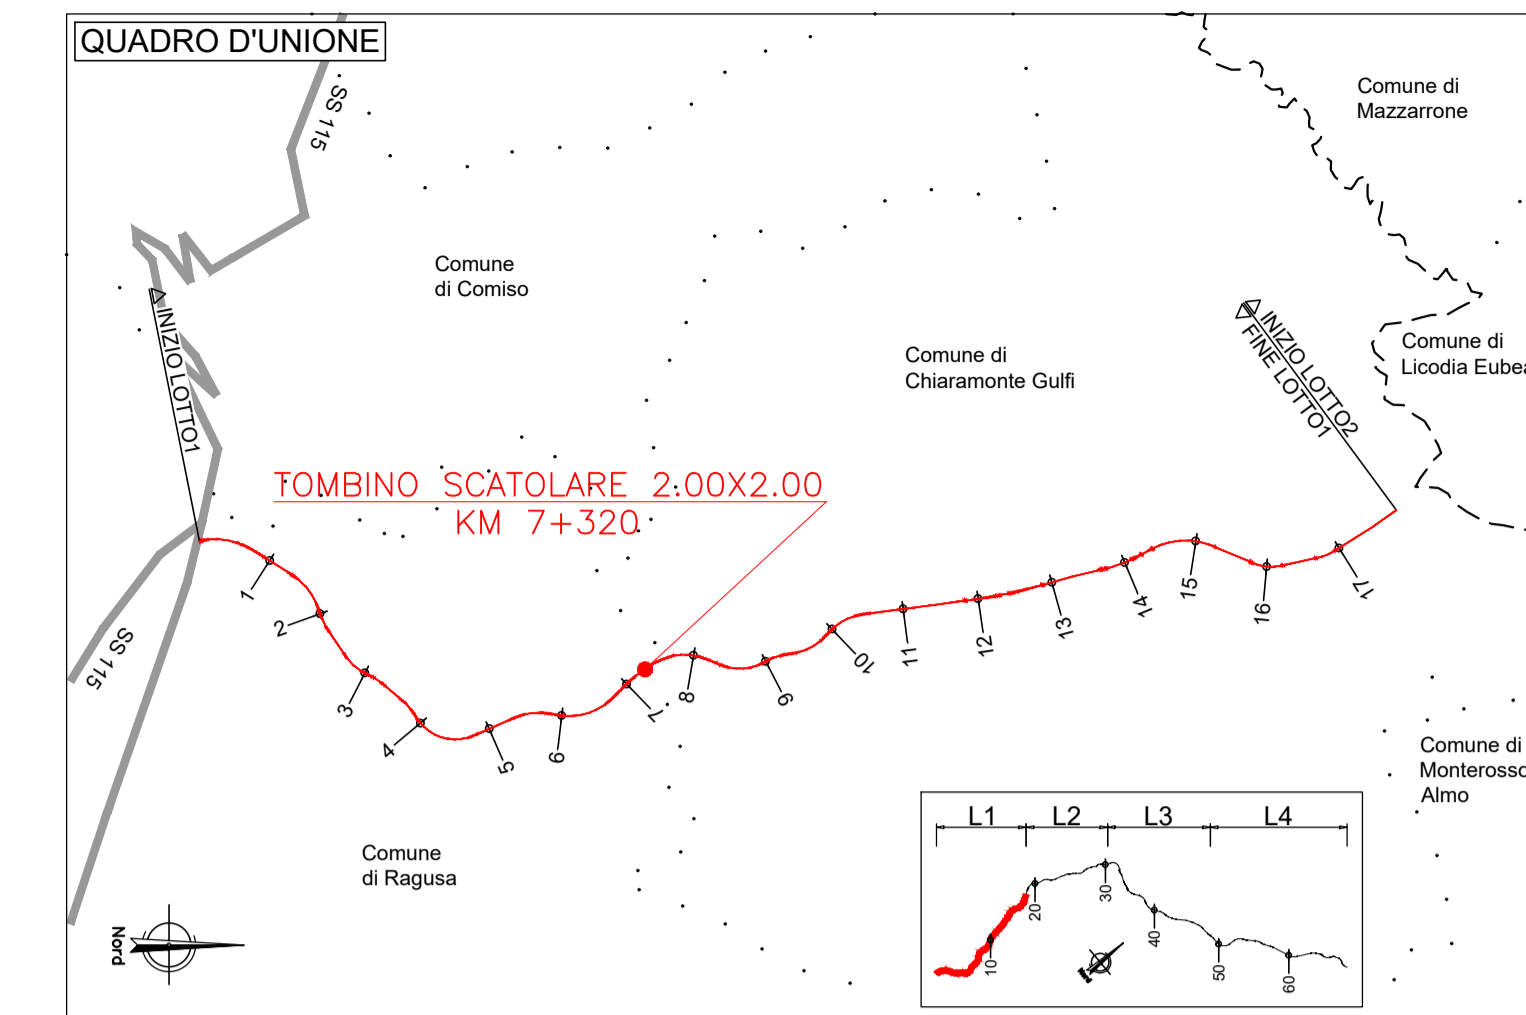 QUADRO D'UNIONE
SS 115
Comune di
Mazzarrone
Comune
di Comiso
INIZIO LOTTO1
INIZIO LOTTO2
FINE LOTTO1
Comune di
Licodia Eubea
Comune di
Chiaramonte Gulfi
TOMBINO SCATOLARE 2.00X2.00
KM 7+320
1
2
3
4
5
6
7
8
9
10
11
12
13
14
15
16
17
SS 115
Comune di
Monterosso
Almo
Comune
di Ragusa
Nord
L1 L2 L3 L4
10
20
30
40
50
60
Nord